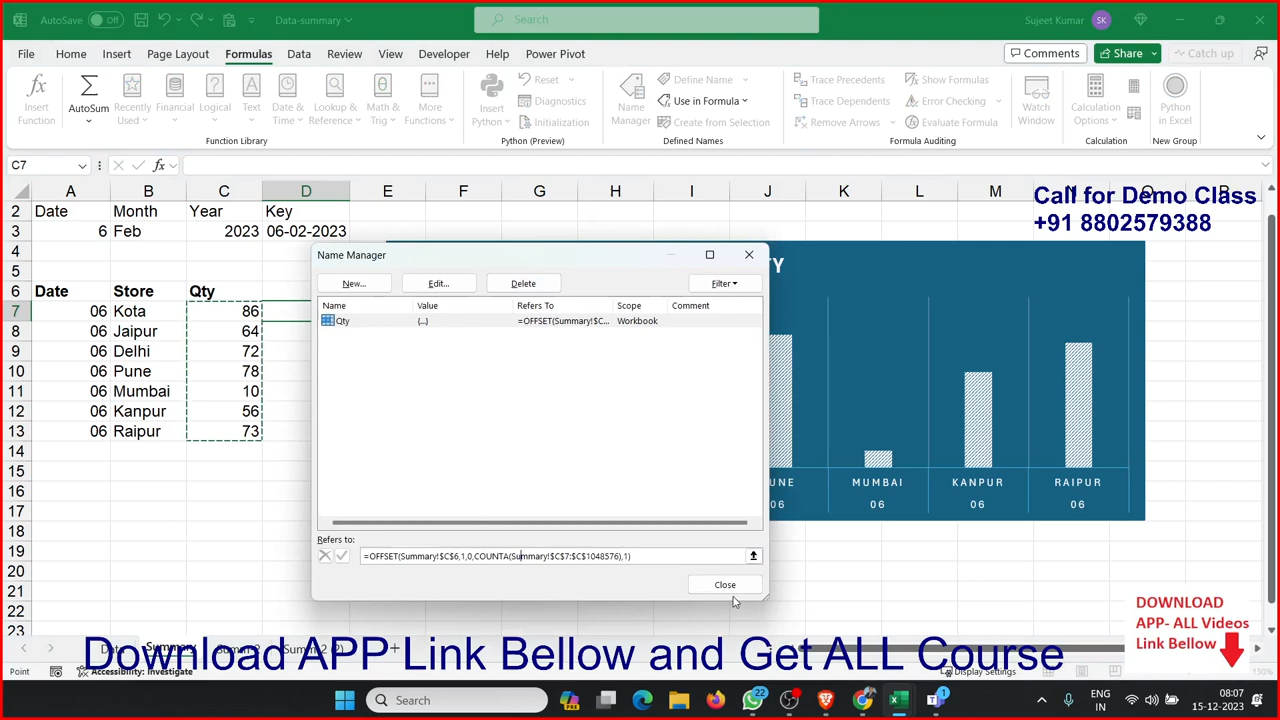 AutoSave Off Data-summary Search Sujeet Kumar SK
File Home Insert Page Layout Formulas Data Review View Developer Help Power Pivot Comments Share Catch up
Insert Function AutoSum Recently Used Financial Logical Text Date & Time Lookup & Reference Math & Trig More Functions
Function Library
Insert Python Reset Diagnostics Initialization
Python (Preview)
Name Manager Define Name Use in Formula Create from Selection
Defined Names
Trace Precedents Trace Dependents Remove Arrows Show Formulas Error Checking Evaluate Formula
Formula Auditing
Watch Window
Calculation Options
Calculation
Python in Excel
New Group
C7 fx
A B C D E F G H I J K L M
2 Date Month Year Key
3 6 Feb 2023 06-02-2023
4
5
6 Date Store Qty
7 06 Kota 86
8 06 Jaipur 64
9 06 Delhi 72
10 06 Pune 78
11 06 Mumbai 10
12 06 Kanpur 56
13 06 Raipur 73
14
15
16
17
18
19
20
21
22
23
Call for Demo Class
+91 8802579388
TY
UNE MUMBAI KANPUR RAIPUR
06 06 06 06
Name Manager
New... Edit... Delete Filter
Name Value Refers To Scope Comment
Qty {...} =OFFSET(Summary!$C... Workbook
Refers to:
=OFFSET(Summary!$C$6,1,0,COUNTA(Summary!$C$7:$C$1048576),1)
Close
DOWNLOAD
APP- ALL Videos
Link Bellow
Download APP Link Bellow and Get ALL Course
Point Accessibility: Investigate Display Settings 130%
Search PRE 22 1 ENG IN 08:07 15-12-2023